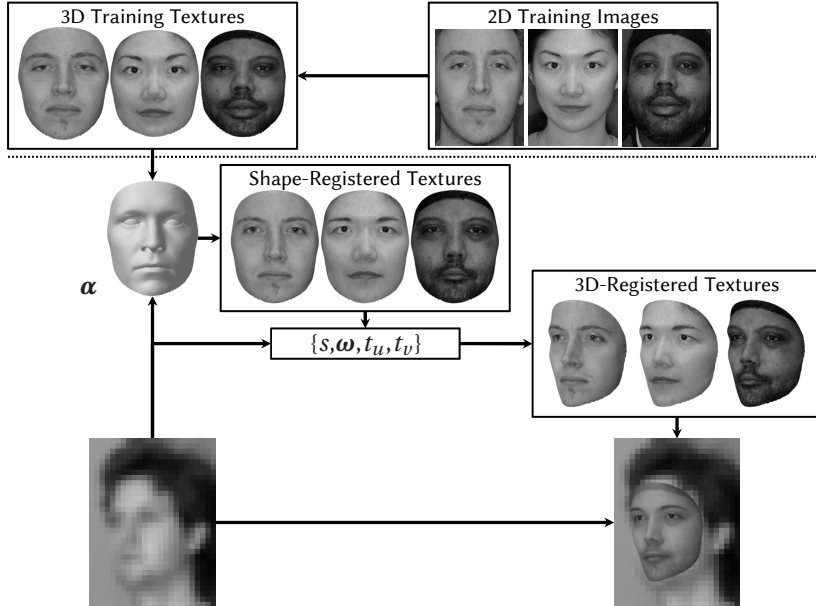 3D Training Textures
2D Training Images
Shape-Registered Textures
α
3D-Registered Textures
{s,ω,t_u,t_v}